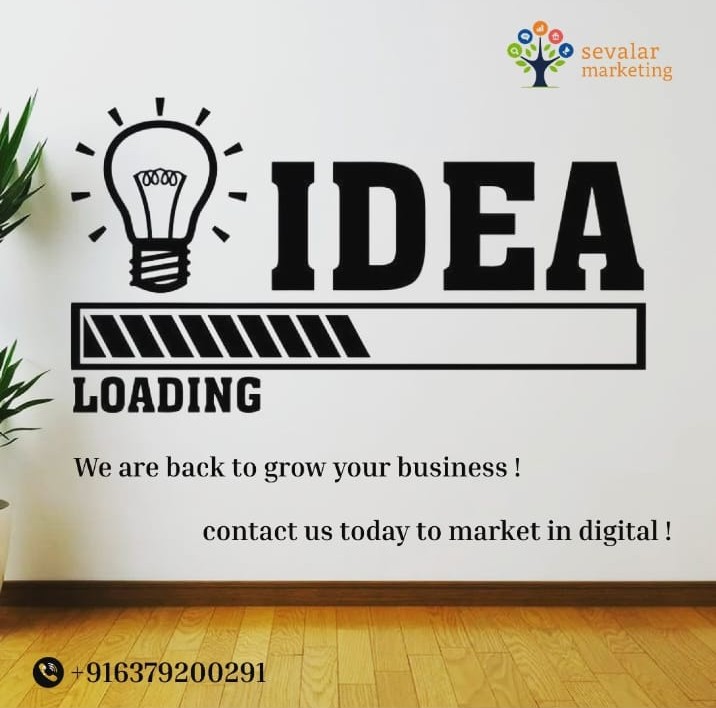 sevalar
marketing
IDEA
LOADING
We are back to grow your business !
contact us today to market in digital !
+916379200291